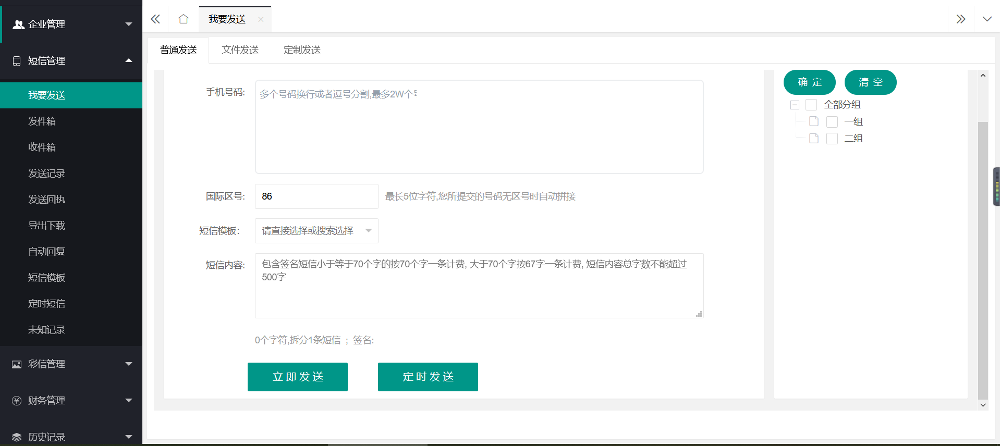 企业管理
短信管理
我要发送
发件箱
收件箱
发送记录
发送回执
导出下载
自动回复
短信模板
定时短信
未知记录
彩信管理
财务管理
历史记录
我要发送
普通发送
文件发送
定制发送
手机号码:
多个号码换行或者逗号分割,最多2W个
国际区号:
86
最长5位字符,您所提交的号码无区号时自动拼接
短信模板:
请直接选择或搜索选择
短信内容:
包含签名短信小于等于70个字的按70个字一条计费, 大于70个字按67字一条计费, 短信内容总字数不能超过
500字
0个字符,拆分1条短信 ; 签名:
立即发送
定时发送
确定
清空
全部分组
一组
二组